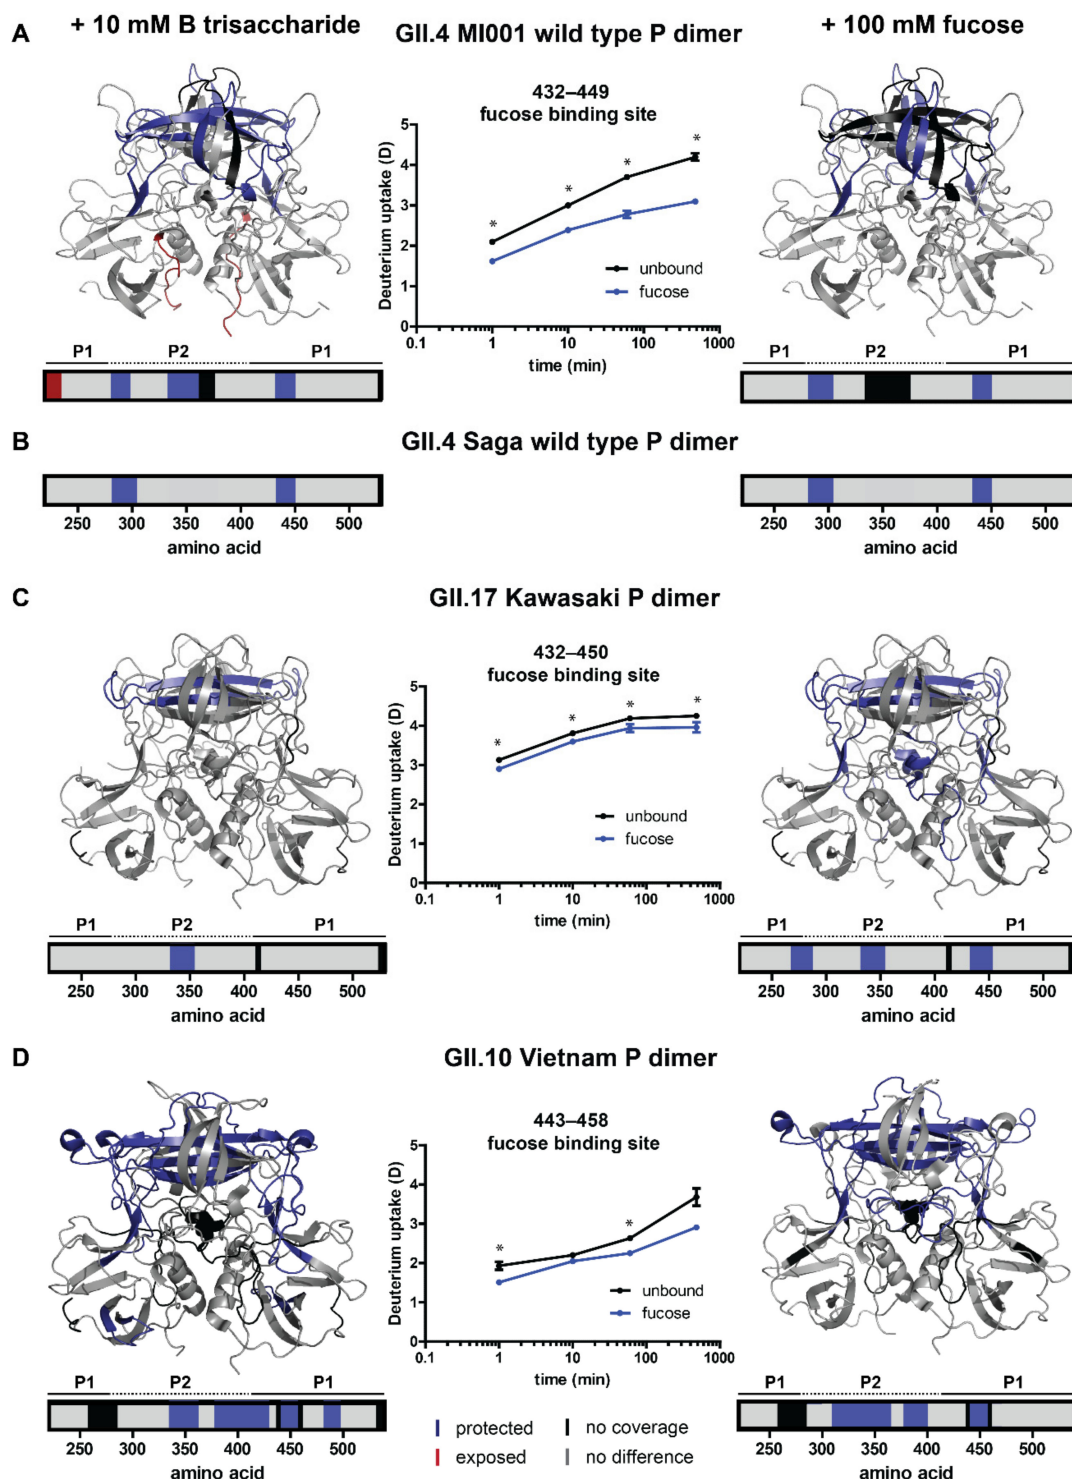 A
+ 10 mM B trisaccharide
GII.4 MI001 wild type P dimer
+ 100 mM fucose
432–449
fucose binding site
Deuterium uptake (D)
5
4
3
2
1
0
0.1 1 10 100 1000
time (min)
* * * *
unbound
fucose
P1 P2 P1
P1 P2 P1
B
GII.4 Saga wild type P dimer
250 300 350 400 450 500
amino acid
250 300 350 400 450 500
amino acid
C
GII.17 Kawasaki P dimer
432–450
fucose binding site
Deuterium uptake (D)
5
4
3
2
1
0
0.1 1 10 100 1000
time (min)
* * * *
unbound
fucose
P1 P2 P1
250 300 350 400 450 500
amino acid
P1 P2 P1
250 300 350 400 450 500
amino acid
D
GII.10 Vietnam P dimer
443–458
fucose binding site
Deuterium uptake (D)
5
4
3
2
1
0
0.1 1 10 100 1000
time (min)
* *
unbound
fucose
P1 P2 P1
250 300 350 400 450 500
amino acid
protected
exposed
no coverage
no difference
P1 P2 P1
250 300 350 400 450 500
amino acid